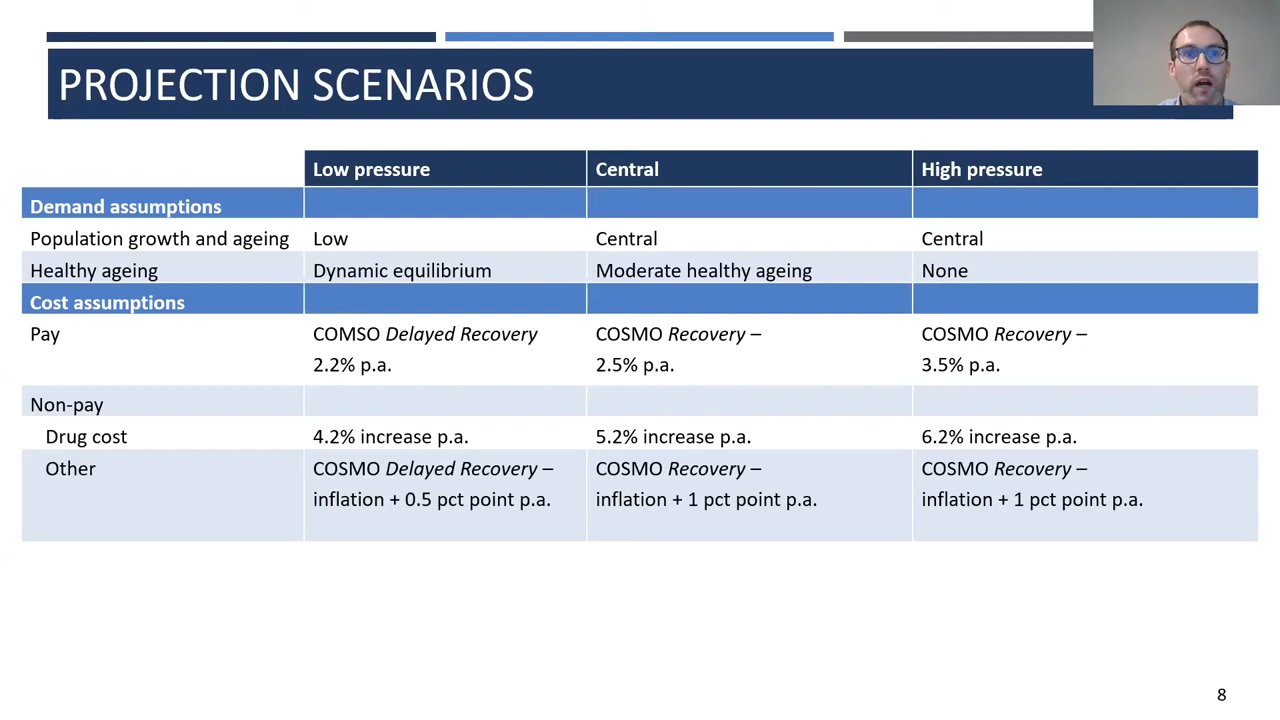 PROJECTION SCENARIOS
Low pressure Central High pressure
Demand assumptions
Population growth and ageing Low Central Central
Healthy ageing Dynamic equilibrium Moderate healthy ageing None
Cost assumptions
Pay COMSO Delayed Recovery COSMO Recovery – COSMO Recovery –
2.2% p.a. 2.5% p.a. 3.5% p.a.
Non-pay
Drug cost 4.2% increase p.a. 5.2% increase p.a. 6.2% increase p.a.
Other COSMO Delayed Recovery – COSMO Recovery – COSMO Recovery –
inflation + 0.5 pct point p.a. inflation + 1 pct point p.a. inflation + 1 pct point p.a.
8